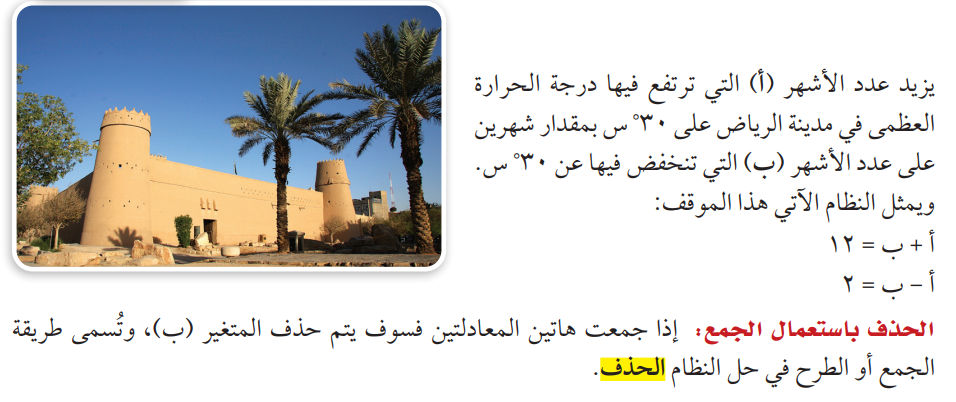 يزيد عدد الأشهر (أ) التي ترتفع فيها درجة الحرارة
العظمى في مدينة الرياض على ٣٠° س بمقدار شهرين
على عدد الأشهر (ب) التي تنخفض فيها عن ٣٠° س.
ويمثل النظام الآتي هذا الموقف:
أ + ب = ١٢
أ – ب = ٢
الحذف باستعمال الجمع: إذا جمعت هاتين المعادلتين فسوف يتم حذف المتغير (ب)، وتُسمى طريقة
الجمع أو الطرح في حل النظام الحذف.